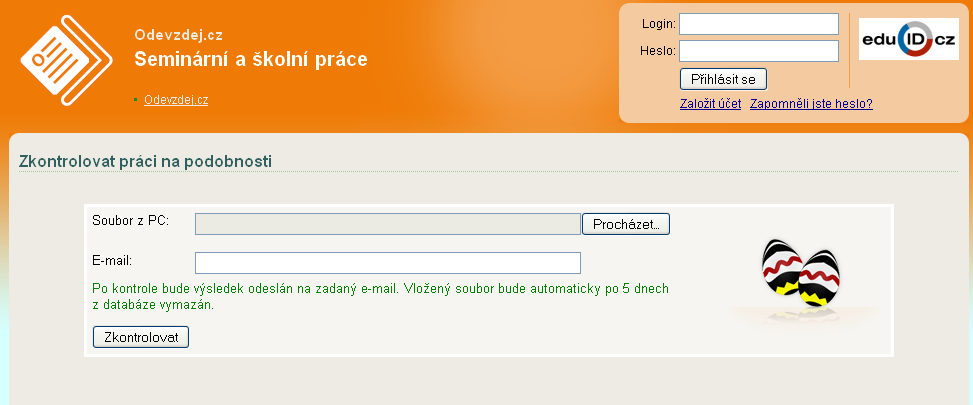 Odevzdej.cz
Seminární a školní práce
Odevzdej.cz
Login:
Heslo:
Přihlásit se
Založit účet Zapomněli jste heslo?
edu ID.cz
Zkontrolovat práci na podobnosti
Soubor z PC:
Procházet...
E-mail:
Po kontrole bude výsledek odeslán na zadaný e-mail. Vložený soubor bude automaticky po 5 dnech
z databáze vymazán.
Zkontrolovat